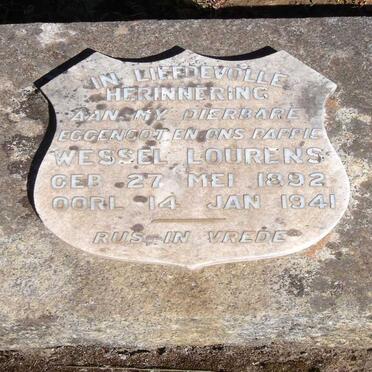 IN LIEFDEVOLLE
HERINNERING
AAN MY DIERBARE
EGGENOOT EN ONS PAPPIE
WESSEL LOURENS
GEB 27 MEI 1892
OORL 14 JAN 1941
RUS IN VREDE